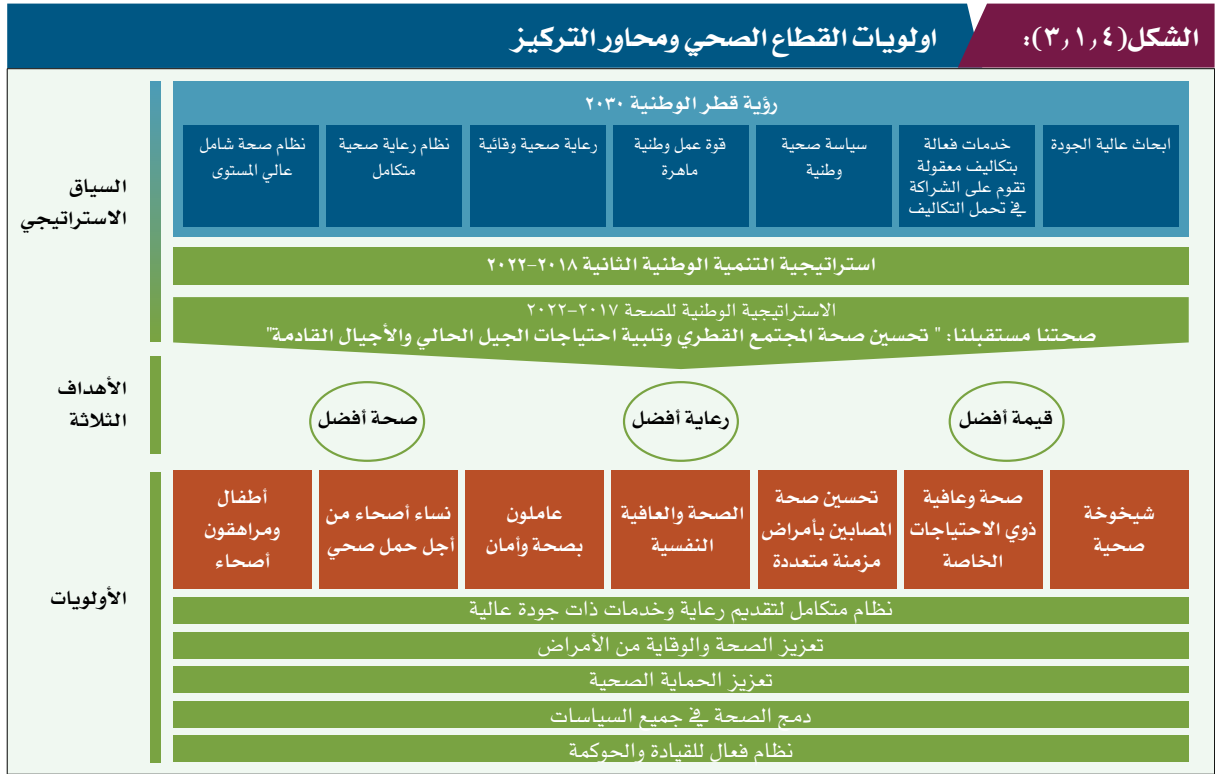 الشكل(٣,١,٤):
اولويات القطاع الصحي ومحاور التركيز
السياق
الاستراتيجي
رؤية قطر الوطنية ٢٠٣٠
ابحاث عالية الجودة
خدمات فعالة
بتكاليف معقولة
تقوم على الشراكة
في تحمل التكاليف
سياسة صحية
وطنية
قوة عمل وطنية
ماهرة
رعاية صحية وقائية
نظام رعاية صحية
متكامل
نظام صحة شامل
عالي المستوى
استراتيجية التنمية الوطنية الثانية ٢٠١٨-٢٠٢٢
الاستراتيجية الوطنية للصحة ٢٠١٧-٢٠٢٢
صحتنا مستقبلنا: " تحسين صحة المجتمع القطري وتلبية احتياجات الجيل الحالي والأجيال القادمة"
الأهداف
الثلاثة
قيمة أفضل
رعاية أفضل
صحة أفضل
الأولويات
شيخوخة
صحية
صحة وعافية
ذوي الاحتياجات
الخاصة
تحسين صحة
المصابين بأمراض
مزمنة متعددة
الصحة والعافية
النفسية
عاملون
بصحة وأمان
نساء أصحاء من
أجل حمل صحي
أطفال
ومراهقون
أصحاء
نظام متكامل لتقديم رعاية وخدمات ذات جودة عالية
تعزيز الصحة والوقاية من الأمراض
تعزيز الحماية الصحية
دمج الصحة في جميع السياسات
نظام فعال للقيادة والحوكمة